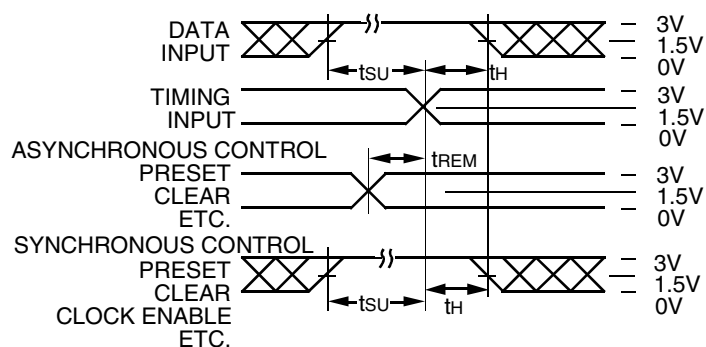 DATA
INPUT
3V
1.5V
0V
tSU
tH
TIMING
INPUT
3V
1.5V
0V
ASYNCHRONOUS CONTROL
PRESET
CLEAR
ETC.
tREM
3V
1.5V
0V
SYNCHRONOUS CONTROL
PRESET
CLEAR
CLOCK ENABLE
ETC.
tSU
tH
3V
1.5V
0V